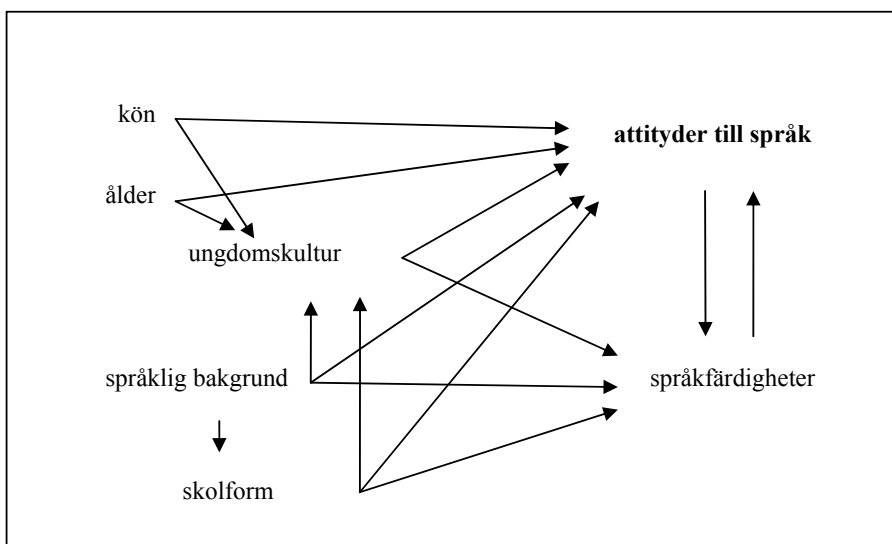 kön
attityder till språk
ålder
ungdomskultur
språklig bakgrund
språkfärdigheter
skolform